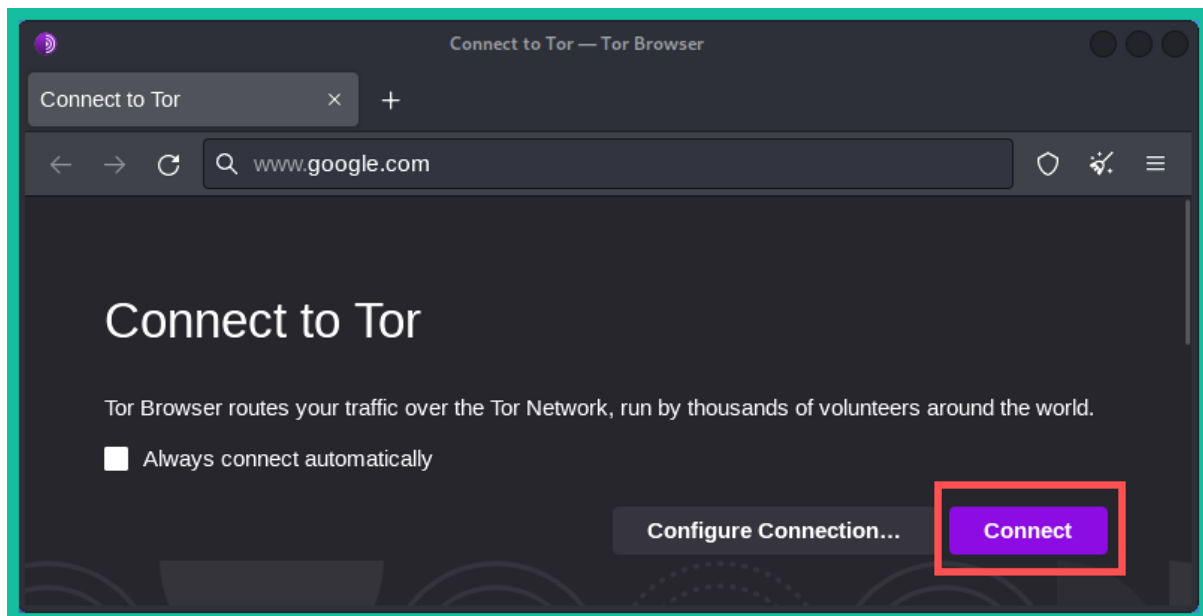 Connect to Tor — Tor Browser
Connect to Tor
www.google.com
Connect to Tor
Tor Browser routes your traffic over the Tor Network, run by thousands of volunteers around the world.
Always connect automatically
Configure Connection... Connect